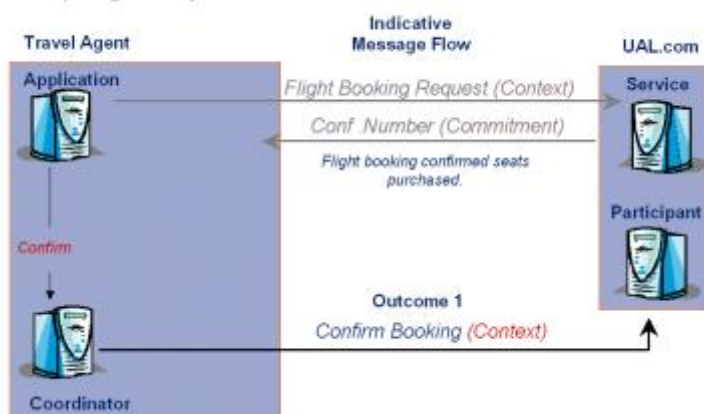 Indicative
Travel Agent
Message Flow
UAL.com
Application
Service
Flight Booking Request (Context)
Conf .Number (Commitment)
Flight booking confirmed seats
purchased.
Participant
Confirm
Outcome 1
Confirm Booking (Context)
Coordinator